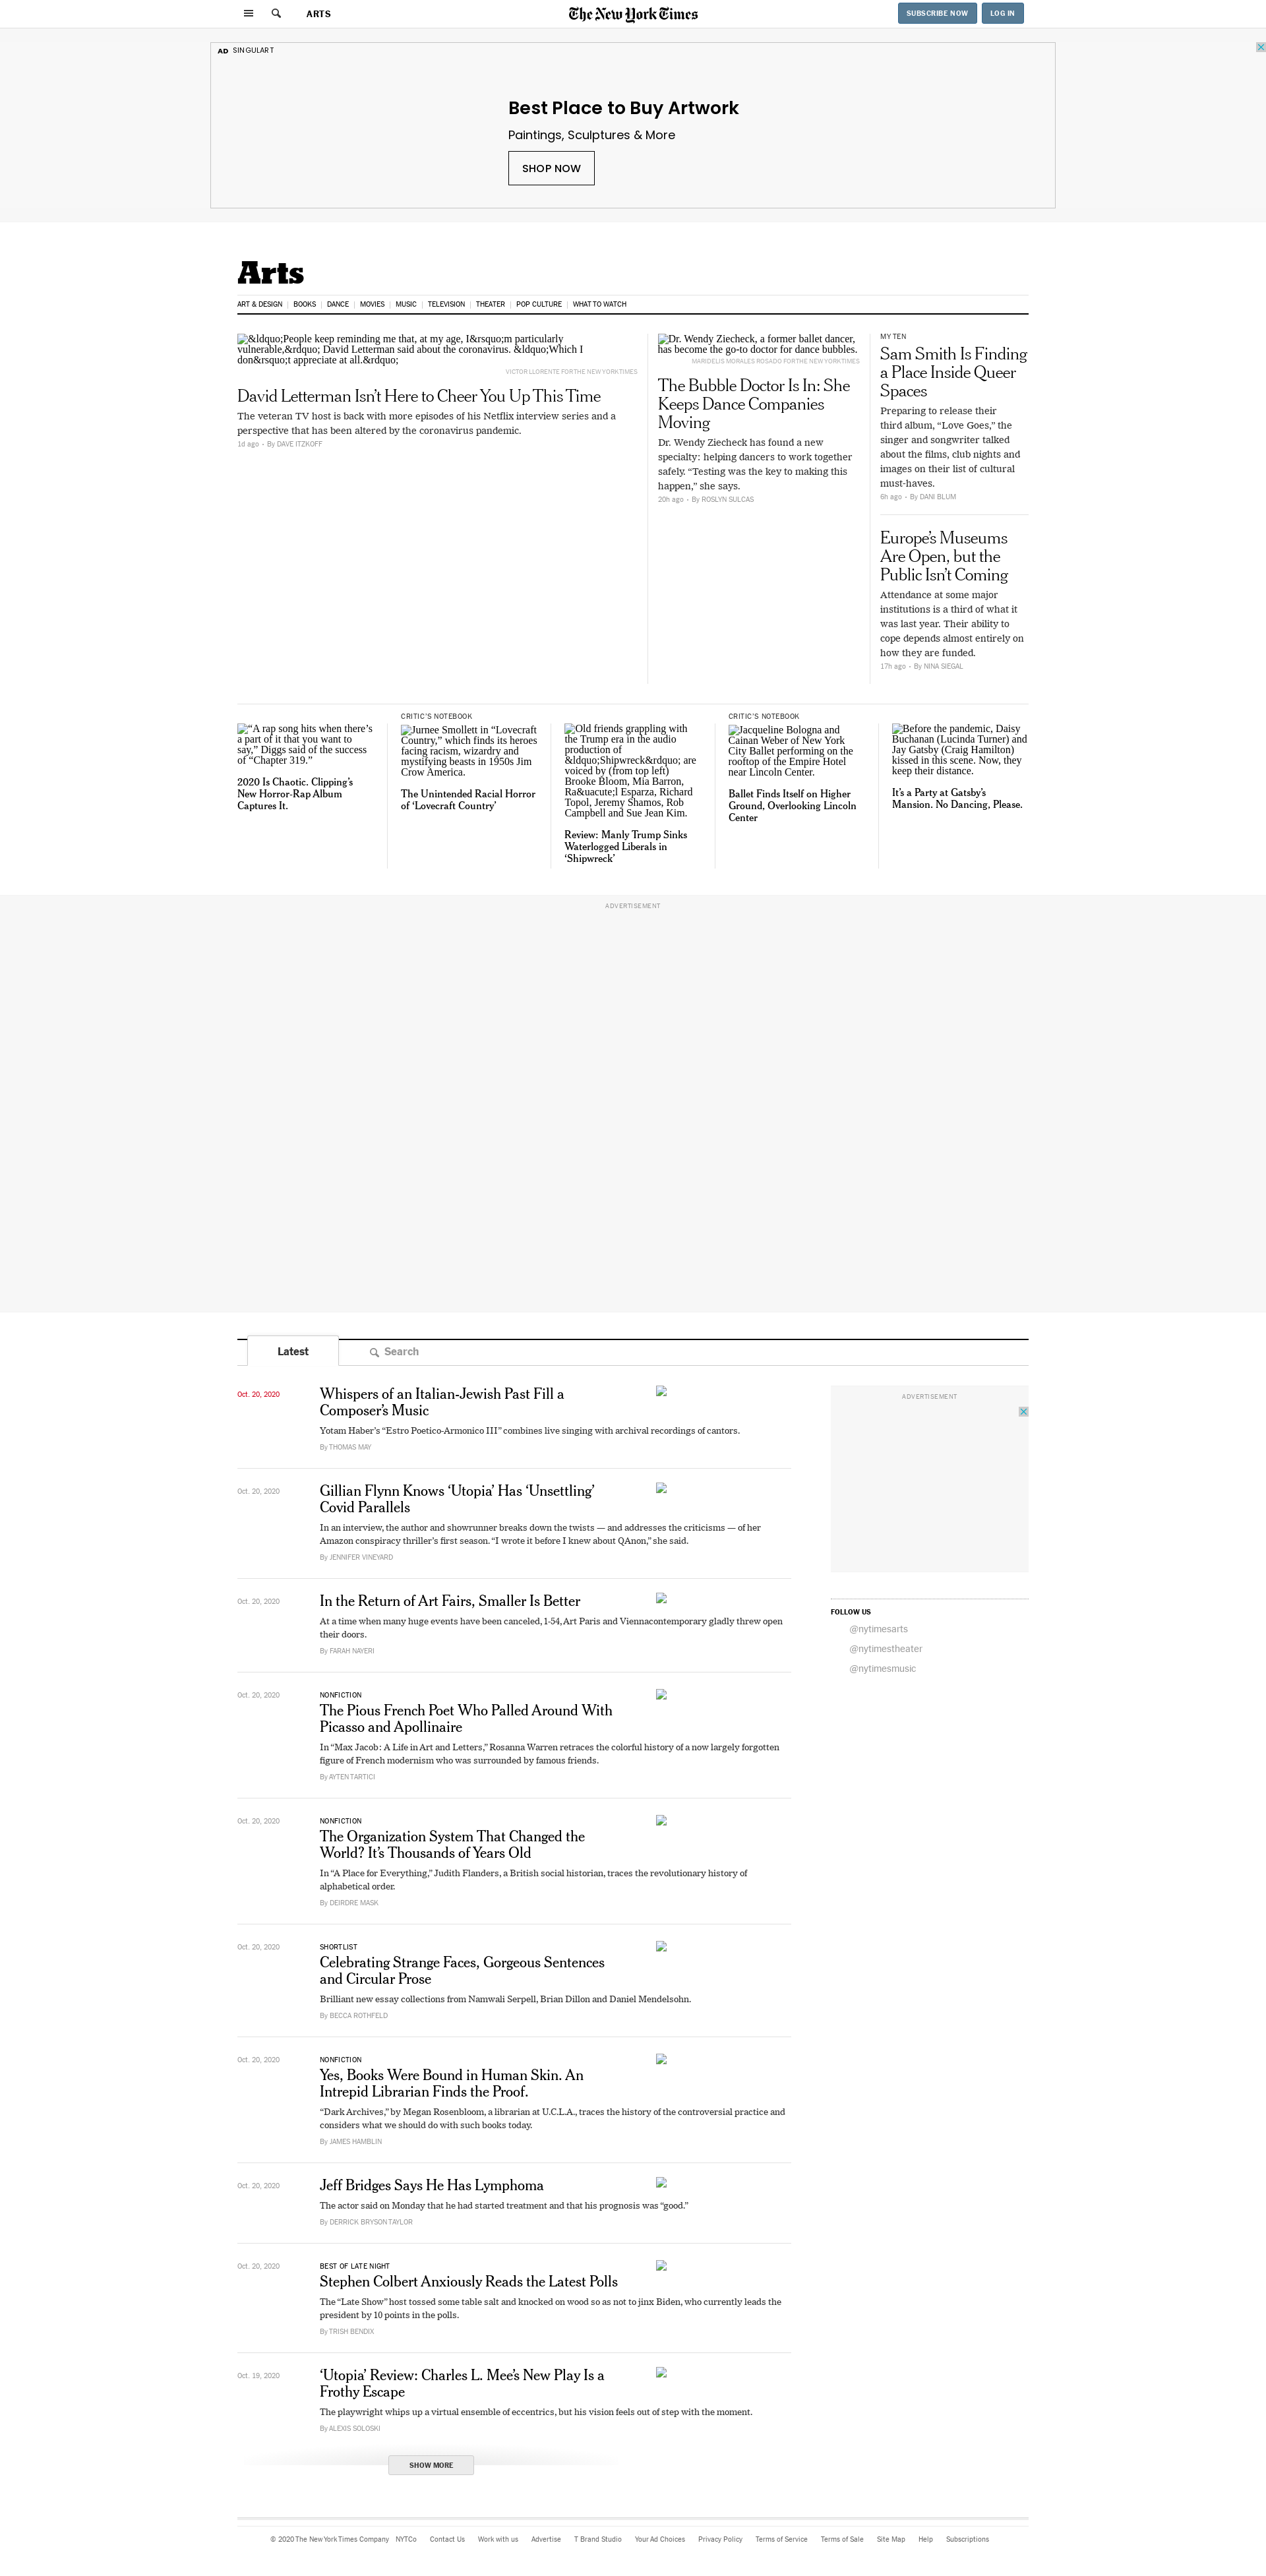 ARTS
The New York Times
SUBSCRIBE NOW
LOG IN
AD SINGULART
Best Place to Buy Artwork
Paintings, Sculptures & More
SHOP NOW
Arts
ART & DESIGN
BOOKS
DANCE
MOVIES
MUSIC
TELEVISION
THEATER
POP CULTURE
WHAT TO WATCH
&ldquo;People keep reminding me that, at my age, I&rsquo;m particularly
vulnerable,&rdquo; David Letterman said about the coronavirus. &ldquo;Which I
don&rsquo;t appreciate at all.&rdquo;
VICTOR LLORENTE FOR THE NEW YORK TIMES
David Letterman Isn’t Here to Cheer You Up This Time
The veteran TV host is back with more episodes of his Netflix interview series and a
perspective that has been altered by the coronavirus pandemic.
1d ago · By DAVE ITZKOFF
Dr. Wendy Ziecheck, a former ballet dancer,
has become the go-to doctor for dance bubbles.
MARIDELIS MORALES ROSADO FOR THE NEW YORK TIMES
The Bubble Doctor Is In: She
Keeps Dance Companies
Moving
Dr. Wendy Ziecheck has found a new
specialty: helping dancers to work together
safely. “Testing was the key to making this
happen,” she says.
20h ago · By ROSLYN SULCAS
MY TEN
Sam Smith Is Finding
a Place Inside Queer
Spaces
Preparing to release their
third album, “Love Goes,” the
singer and songwriter talked
about the films, club nights and
images on their list of cultural
must-haves.
6h ago · By DANI BLUM
Europe’s Museums
Are Open, but the
Public Isn’t Coming
Attendance at some major
institutions is a third of what it
was last year. Their ability to
cope depends almost entirely on
how they are funded.
17h ago · By NINA SIEGAL
“A rap song hits when there’s
a part of it that you want to
say,” Diggs said of the success
of “Chapter 319.”
2020 Is Chaotic. Clipping’s
New Horror-Rap Album
Captures It.
CRITIC’S NOTEBOOK
Jurnee Smollett in “Lovecraft
Country,” which finds its heroes
facing racism, wizardry and
mystifying beasts in 1950s Jim
Crow America.
The Unintended Racial Horror
of ‘Lovecraft Country’
Old friends grappling with
the Trump era in the audio
production of
&ldquo;Shipwreck&rdquo; are
voiced by (from top left)
Brooke Bloom, Mia Barron,
Ra&uacute;l Esparza, Richard
Topol, Jeremy Shamos, Rob
Campbell and Sue Jean Kim.
Review: Manly Trump Sinks
Waterlogged Liberals in
‘Shipwreck’
CRITIC’S NOTEBOOK
Jacqueline Bologna and
Cainan Weber of New York
City Ballet performing on the
rooftop of the Empire Hotel
near Lincoln Center.
Ballet Finds Itself on Higher
Ground, Overlooking Lincoln
Center
Before the pandemic, Daisy
Buchanan (Lucinda Turner) and
Jay Gatsby (Craig Hamilton)
kissed in this scene. Now, they
keep their distance.
It’s a Party at Gatsby’s
Mansion. No Dancing, Please.
ADVERTISEMENT
Latest
Search
Oct. 20, 2020
Whispers of an Italian-Jewish Past Fill a
Composer’s Music
Yotam Haber’s “Estro Poetico-Armonico III” combines live singing with archival recordings of cantors.
By THOMAS MAY
Oct. 20, 2020
Gillian Flynn Knows ‘Utopia’ Has ‘Unsettling’
Covid Parallels
In an interview, the author and showrunner breaks down the twists — and addresses the criticisms — of her
Amazon conspiracy thriller’s first season. “I wrote it before I knew about QAnon,” she said.
By JENNIFER VINEYARD
Oct. 20, 2020
In the Return of Art Fairs, Smaller Is Better
At a time when many huge events have been canceled, 1-54, Art Paris and Viennacontemporary gladly threw open
their doors.
By FARAH NAYERI
Oct. 20, 2020
NONFICTION
The Pious French Poet Who Palled Around With
Picasso and Apollinaire
In “Max Jacob: A Life in Art and Letters,” Rosanna Warren retraces the colorful history of a now largely forgotten
figure of French modernism who was surrounded by famous friends.
By AYTEN TARTICI
Oct. 20, 2020
NONFICTION
The Organization System That Changed the
World? It’s Thousands of Years Old
In “A Place for Everything,” Judith Flanders, a British social historian, traces the revolutionary history of
alphabetical order.
By DEIRDRE MASK
Oct. 20, 2020
SHORTLIST
Celebrating Strange Faces, Gorgeous Sentences
and Circular Prose
Brilliant new essay collections from Namwali Serpell, Brian Dillon and Daniel Mendelsohn.
By BECCA ROTHFELD
Oct. 20, 2020
NONFICTION
Yes, Books Were Bound in Human Skin. An
Intrepid Librarian Finds the Proof.
“Dark Archives,” by Megan Rosenbloom, a librarian at U.C.L.A., traces the history of the controversial practice and
considers what we should do with such books today.
By JAMES HAMBLIN
Oct. 20, 2020
Jeff Bridges Says He Has Lymphoma
The actor said on Monday that he had started treatment and that his prognosis was “good.”
By DERRICK BRYSON TAYLOR
Oct. 20, 2020
BEST OF LATE NIGHT
Stephen Colbert Anxiously Reads the Latest Polls
The “Late Show” host tossed some table salt and knocked on wood so as not to jinx Biden, who currently leads the
president by 10 points in the polls.
By TRISH BENDIX
Oct. 19, 2020
‘Utopia’ Review: Charles L. Mee’s New Play Is a
Frothy Escape
The playwright whips up a virtual ensemble of eccentrics, but his vision feels out of step with the moment.
By ALEXIS SOLOSKI
SHOW MORE
ADVERTISEMENT
FOLLOW US
@nytimesarts
@nytimestheater
@nytimesmusic
© 2020 The New York Times Company
NYTCo
Contact Us
Work with us
Advertise
T Brand Studio
Your Ad Choices
Privacy Policy
Terms of Service
Terms of Sale
Site Map
Help
Subscriptions